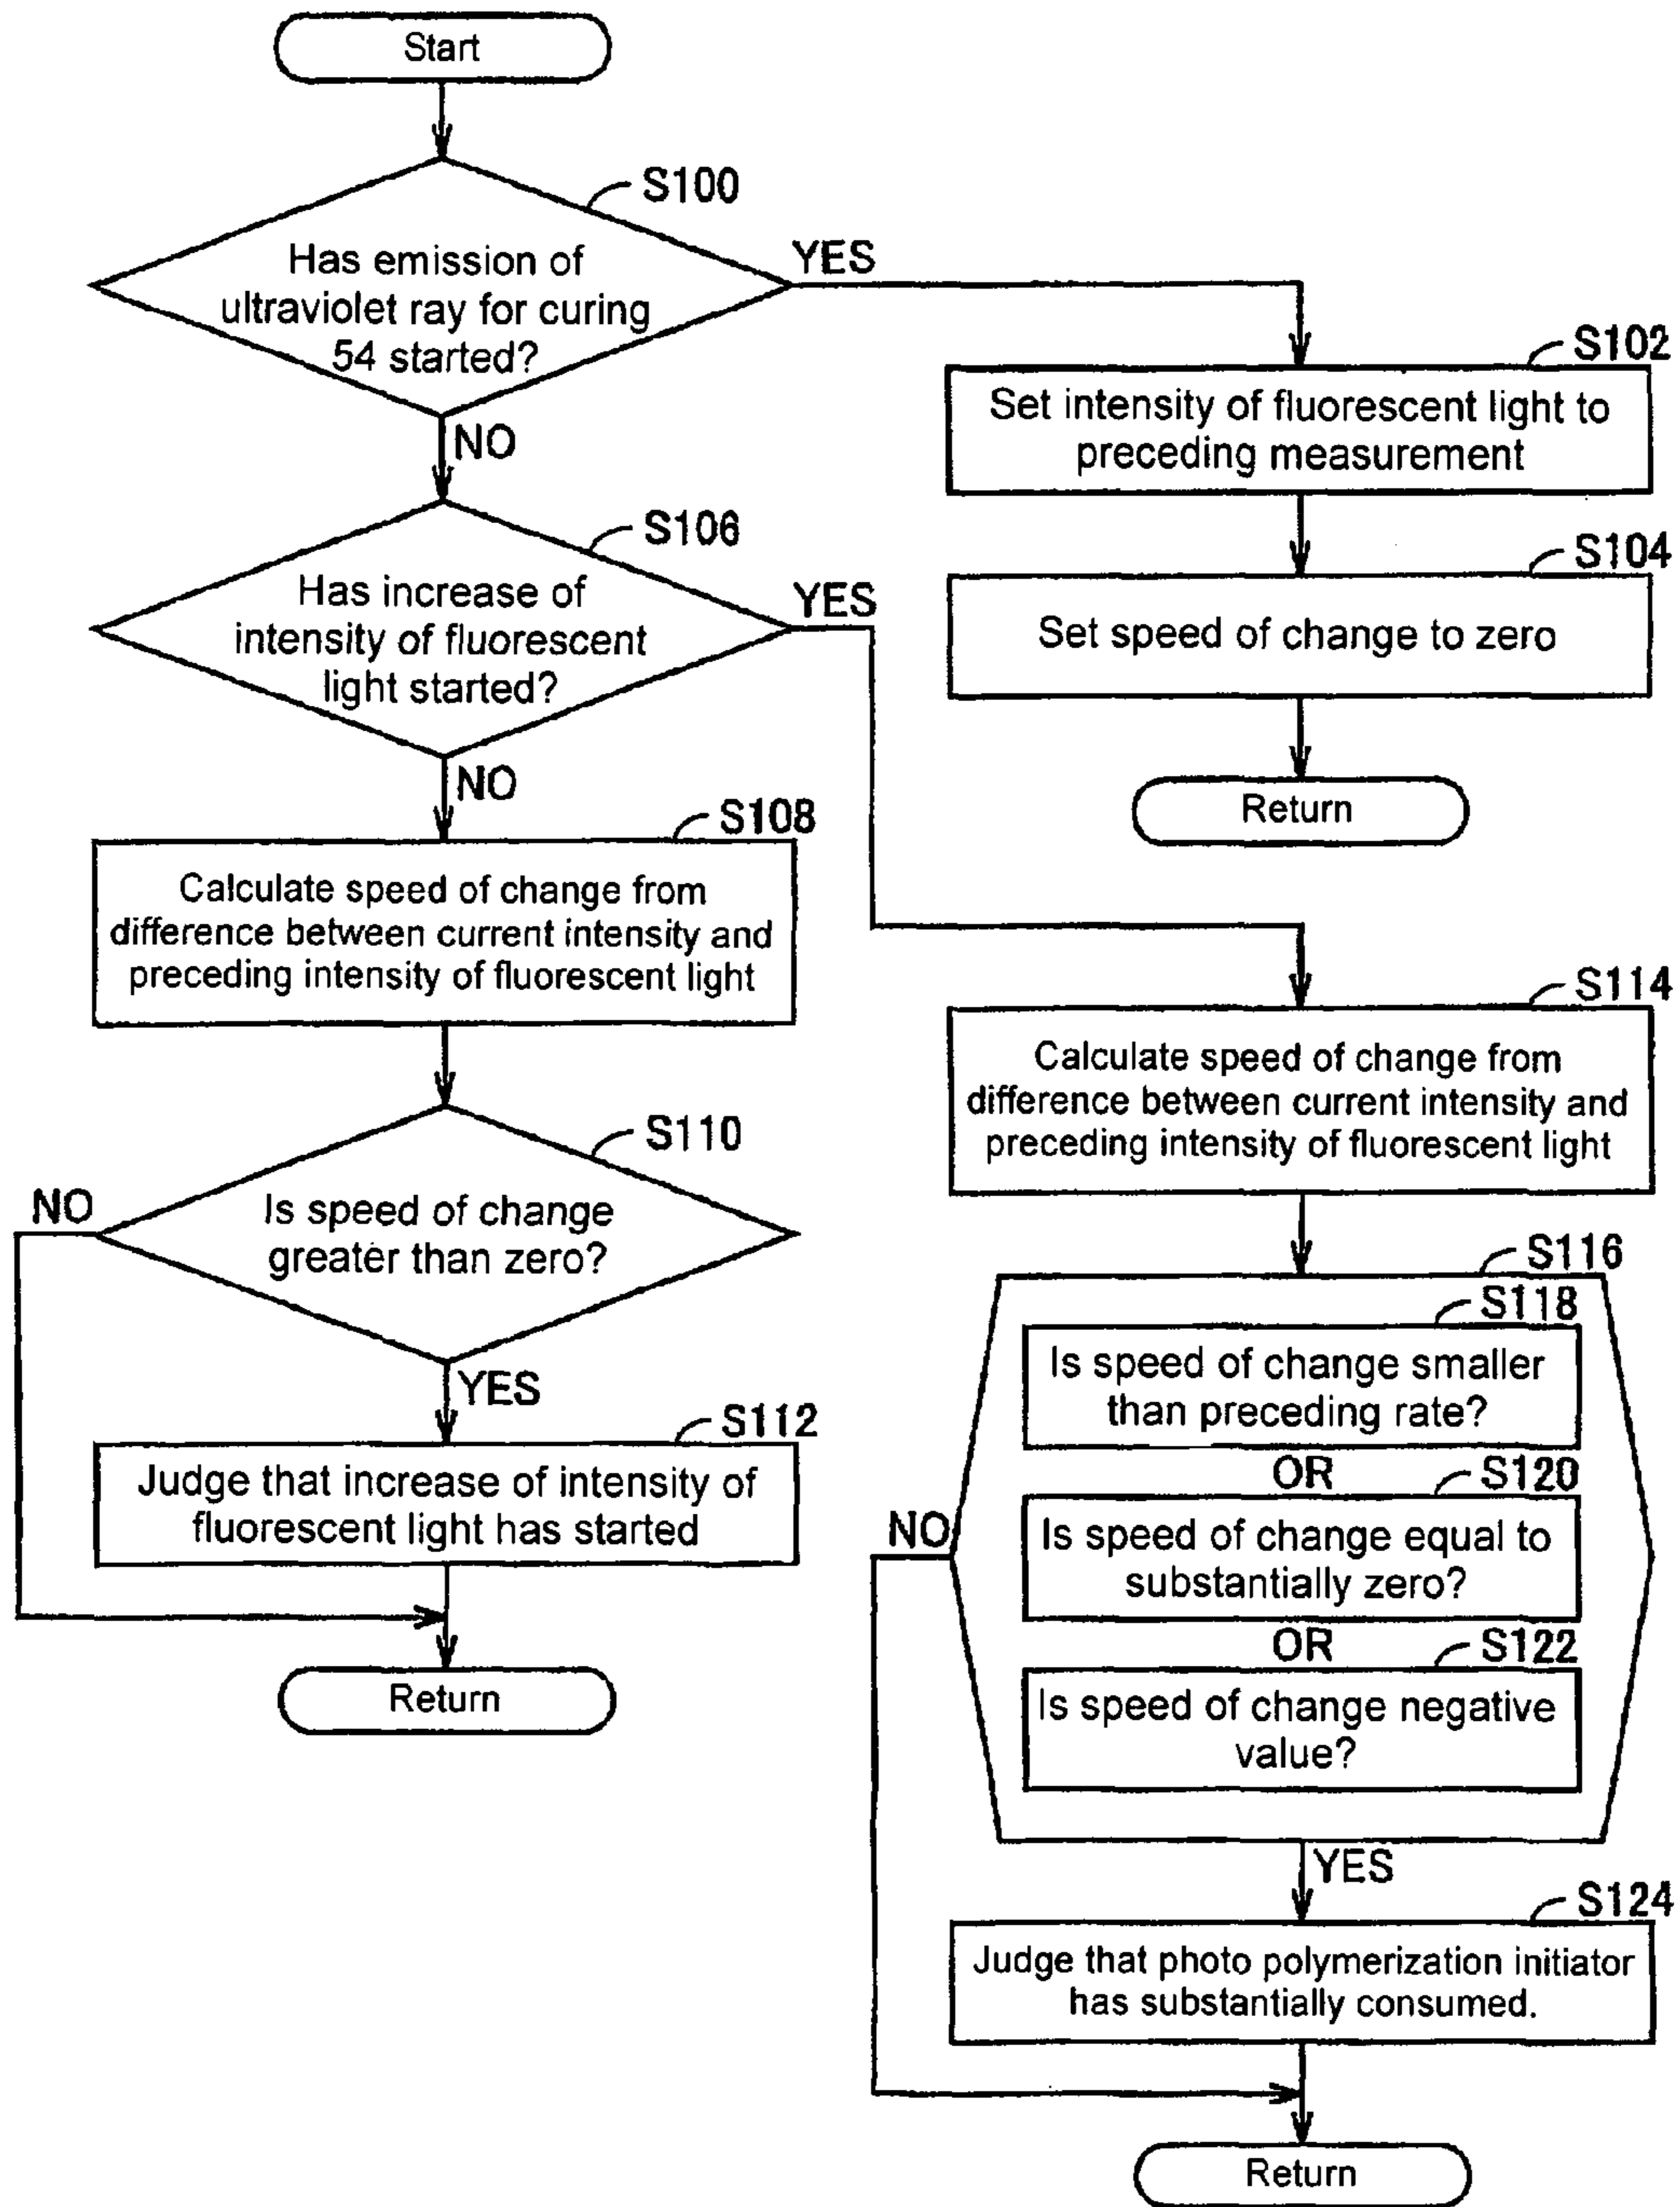 Start
S100
Has emission of
ultraviolet ray for curing
54 started?
YES
NO
S102
Set intensity of fluorescent light to
preceding measurement
S104
Set speed of change to zero
Return
S106
Has increase of
intensity of fluorescent
light started?
YES
NO
S108
Calculate speed of change from
difference between current intensity and
preceding intensity of fluorescent light
S110
Is speed of change
greater than zero?
NO
YES
S112
Judge that increase of intensity of
fluorescent light has started
Return
S114
Calculate speed of change from
difference between current intensity and
preceding intensity of fluorescent light
S116
S118
Is speed of change smaller
than preceding rate?
OR
S120
Is speed of change equal to
substantially zero?
OR
S122
Is speed of change negative
value?
NO
YES
S124
Judge that photo polymerization initiator
has substantially consumed.
Return